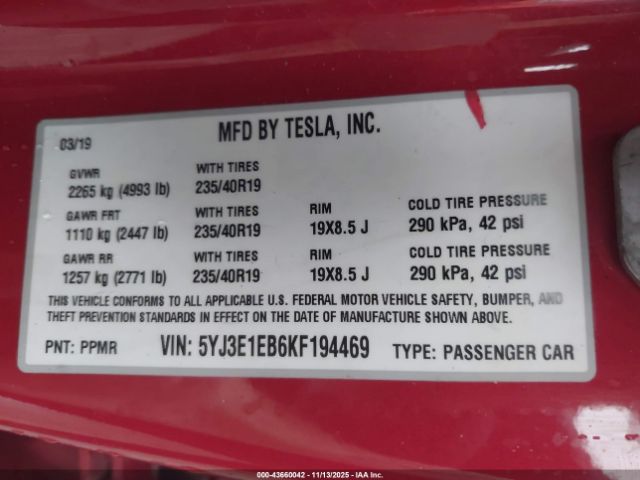 03/19
MFD BY TESLA, INC.
GVWR
2265 kg (4993 lb)
WITH TIRES
235/40R19
GAWR FRT
1110 kg (2447 lb)
WITH TIRES
235/40R19
RIM
19X8.5 J
COLD TIRE PRESSURE
290 kPa, 42 psi
GAWR RR
1257 kg (2771 lb)
WITH TIRES
235/40R19
RIM
19X8.5 J
COLD TIRE PRESSURE
290 kPa, 42 psi
THIS VEHICLE CONFORMS TO ALL APPLICABLE U.S. FEDERAL MOTOR VEHICLE SAFETY, BUMPER, AND
THEFT PREVENTION STANDARDS IN EFFECT ON THE DATE OF MANUFACTURE SHOWN ABOVE.
PNT: PPMR
VIN: 5YJ3E1EB6KF194469
TYPE: PASSENGER CAR
000-43660042 - 11/13/2025 - IAA, Inc.